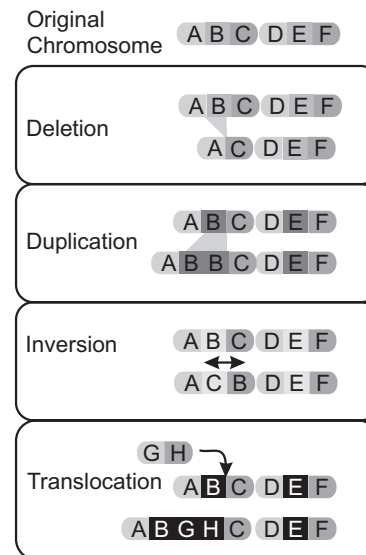 Original
Chromosome
A B C D E F
Deletion
A B C D E F
A C D E F
Duplication
A B C D E F
A B B C D E F
Inversion
A B C D E F
A C B D E F
Translocation
G H
A B C D E F
A B G H C D E F